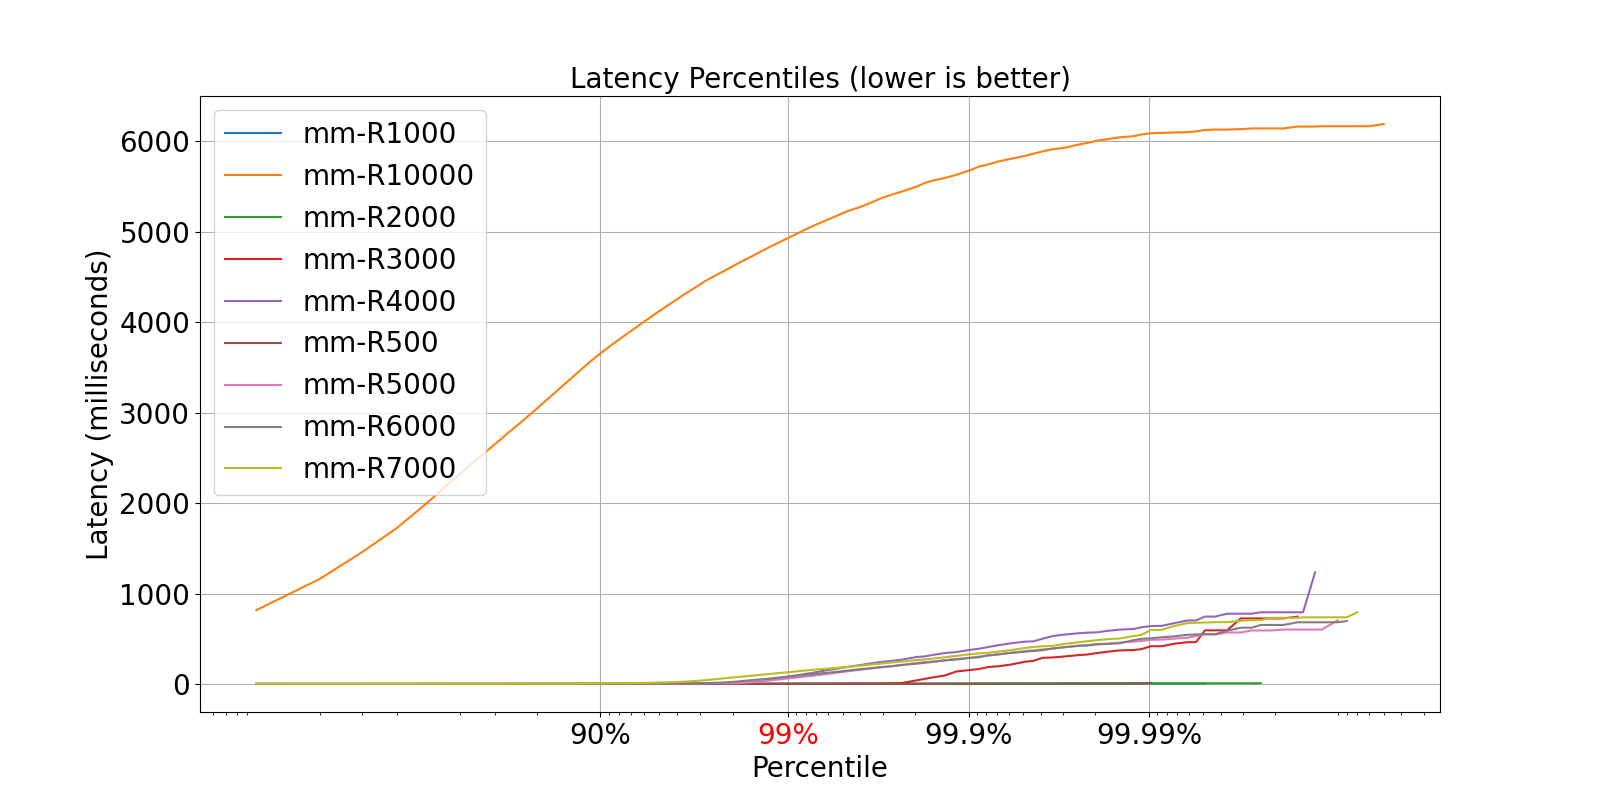 Latency Percentiles (lower is better)
mm-R1000
mm-R10000
mm-R2000
mm-R3000
mm-R4000
mm-R500
mm-R5000
mm-R6000
mm-R7000
6000
5000
4000
3000
2000
1000
0
Latency (milliseconds)
90% 99% 99.9% 99.99%
Percentile